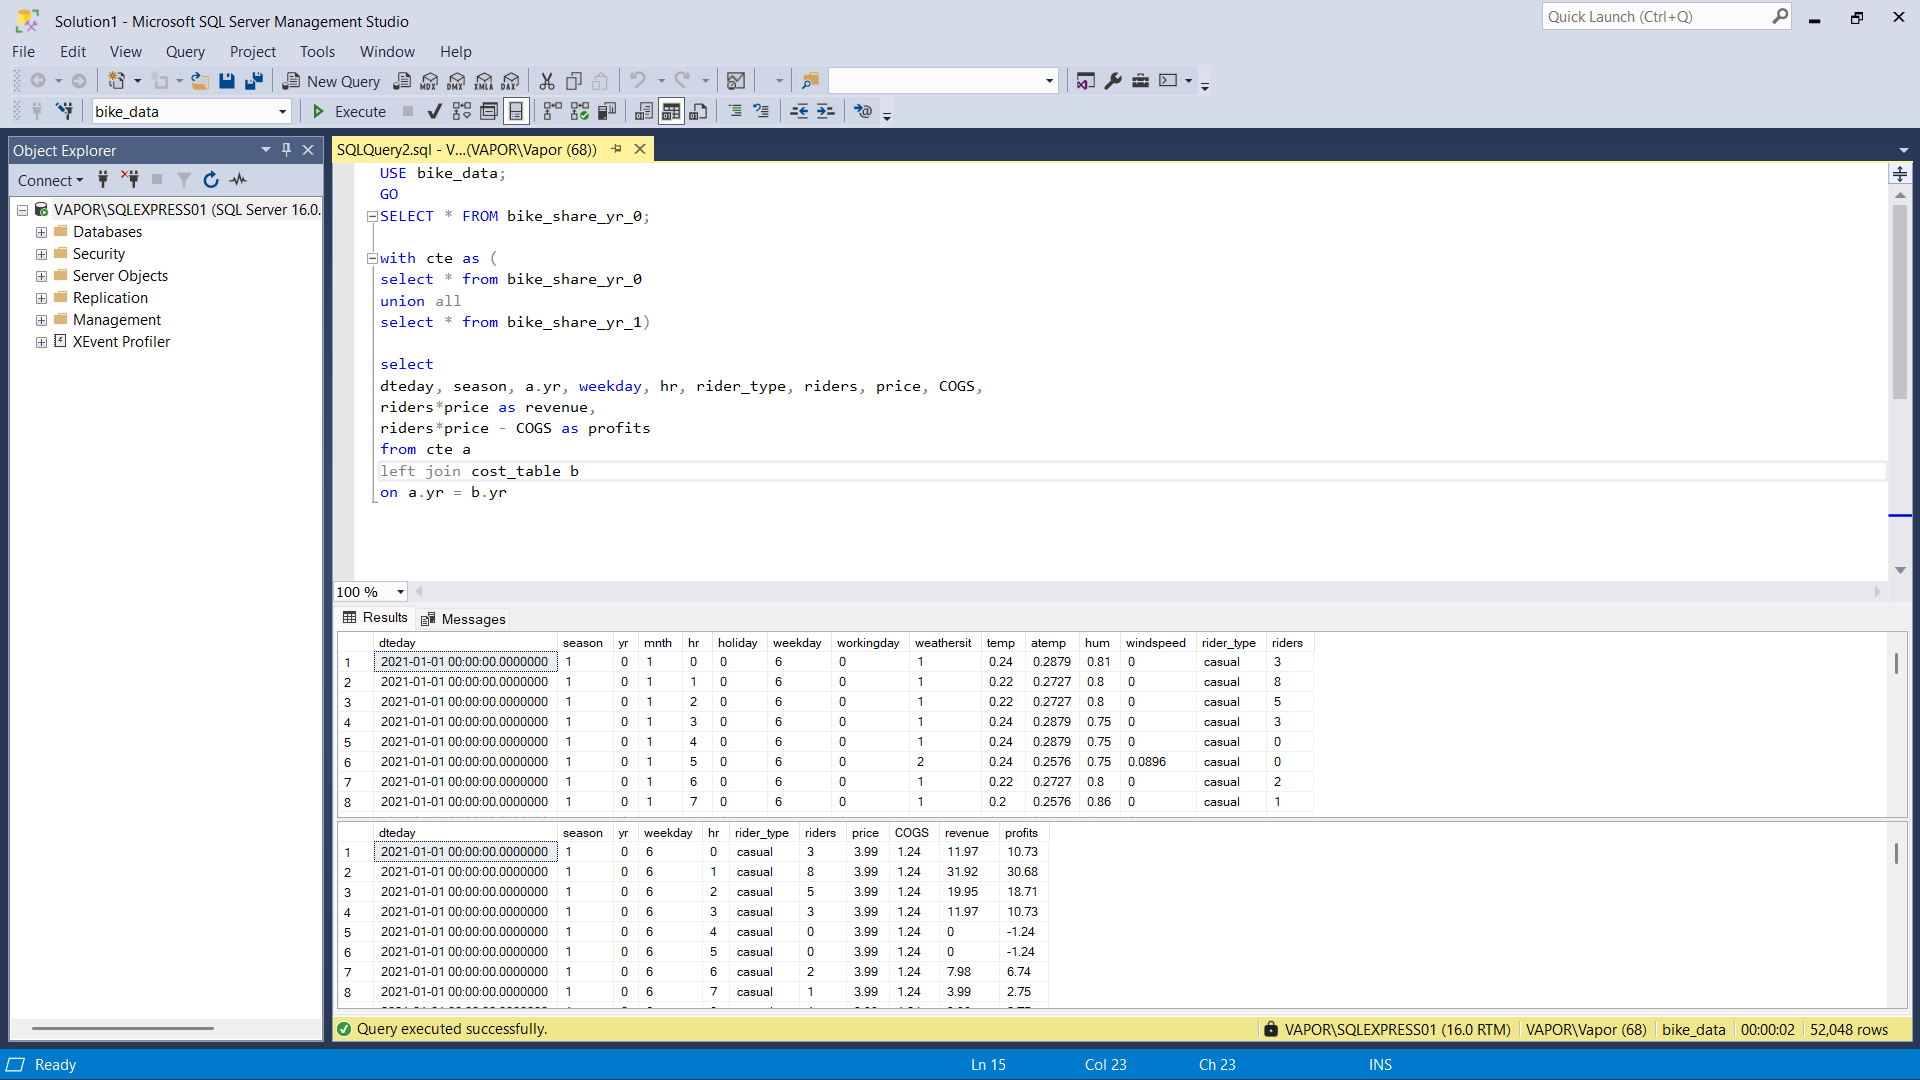 Solution1 - Microsoft SQL Server Management Studio
Quick Launch (Ctrl+Q)
File Edit View Query Project Tools Window Help
New Query MDX DMX XMLA DAX
bike_data Execute
Object Explorer
SQLQuery2.sql - V...(VAPOR\Vapor (68))
Connect
VAPOR\SQLEXPRESS01 (SQL Server 16.0.
Databases
Security
Server Objects
Replication
Management
XEvent Profiler
USE bike_data;
GO
SELECT * FROM bike_share_yr_0;
with cte as (
select * from bike_share_yr_0
union all
select * from bike_share_yr_1)
select
dteday, season, a.yr, weekday, hr, rider_type, riders, price, COGS,
riders*price as revenue,
riders*price - COGS as profits
from cte a
left join cost_table b
on a.yr = b.yr
100 %
Results Messages
dteday season yr mnth hr holiday weekday workingday weathersit temp atemp hum windspeed rider_type riders
1 2021-01-01 00:00:00.0000000 1 0 1 0 0 6 0 1 0.24 0.2879 0.81 0 casual 3
2 2021-01-01 00:00:00.0000000 1 0 1 1 0 6 0 1 0.22 0.2727 0.8 0 casual 8
3 2021-01-01 00:00:00.0000000 1 0 1 2 0 6 0 1 0.22 0.2727 0.8 0 casual 5
4 2021-01-01 00:00:00.0000000 1 0 1 3 0 6 0 1 0.24 0.2879 0.75 0 casual 3
5 2021-01-01 00:00:00.0000000 1 0 1 4 0 6 0 1 0.24 0.2879 0.75 0 casual 0
6 2021-01-01 00:00:00.0000000 1 0 1 5 0 6 0 2 0.24 0.2576 0.75 0.0896 casual 0
7 2021-01-01 00:00:00.0000000 1 0 1 6 0 6 0 1 0.22 0.2727 0.8 0 casual 2
8 2021-01-01 00:00:00.0000000 1 0 1 7 0 6 0 1 0.2 0.2576 0.86 0 casual 1
dteday season yr weekday hr rider_type riders price COGS revenue profits
1 2021-01-01 00:00:00.0000000 1 0 6 0 casual 3 3.99 1.24 11.97 10.73
2 2021-01-01 00:00:00.0000000 1 0 6 1 casual 8 3.99 1.24 31.92 30.68
3 2021-01-01 00:00:00.0000000 1 0 6 2 casual 5 3.99 1.24 19.95 18.71
4 2021-01-01 00:00:00.0000000 1 0 6 3 casual 3 3.99 1.24 11.97 10.73
5 2021-01-01 00:00:00.0000000 1 0 6 4 casual 0 3.99 1.24 0 -1.24
6 2021-01-01 00:00:00.0000000 1 0 6 5 casual 0 3.99 1.24 0 -1.24
7 2021-01-01 00:00:00.0000000 1 0 6 6 casual 2 3.99 1.24 7.98 6.74
8 2021-01-01 00:00:00.0000000 1 0 6 7 casual 1 3.99 1.24 3.99 2.75
Query executed successfully. VAPOR\SQLEXPRESS01 (16.0 RTM) VAPOR\Vapor (68) bike_data 00:00:02 52,048 rows
Ready Ln 15 Col 23 Ch 23 INS